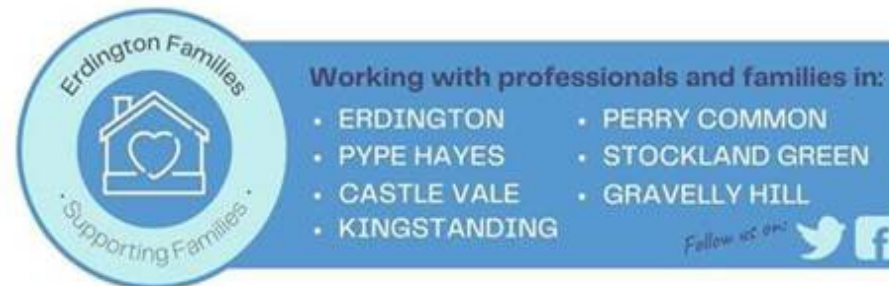 Erdington Families
· Supporting Families ·
Working with professionals and families in:
• ERDINGTON
• PYPE HAYES
• CASTLE VALE
• KINGSTANDING
• PERRY COMMON
• STOCKLAND GREEN
• GRAVELLY HILL
Follow us on: